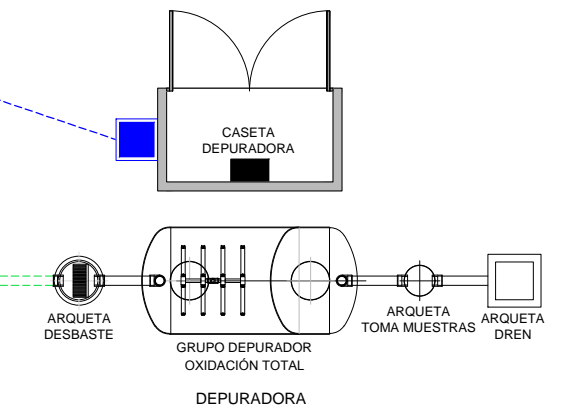 CASETA
DEPURADORA
ARQUETA
DESBASTE
GRUPO DEPURADOR
OXIDACIÓN TOTAL
ARQUETA
TOMA MUESTRAS
ARQUETA
DREN
DEPURADORA